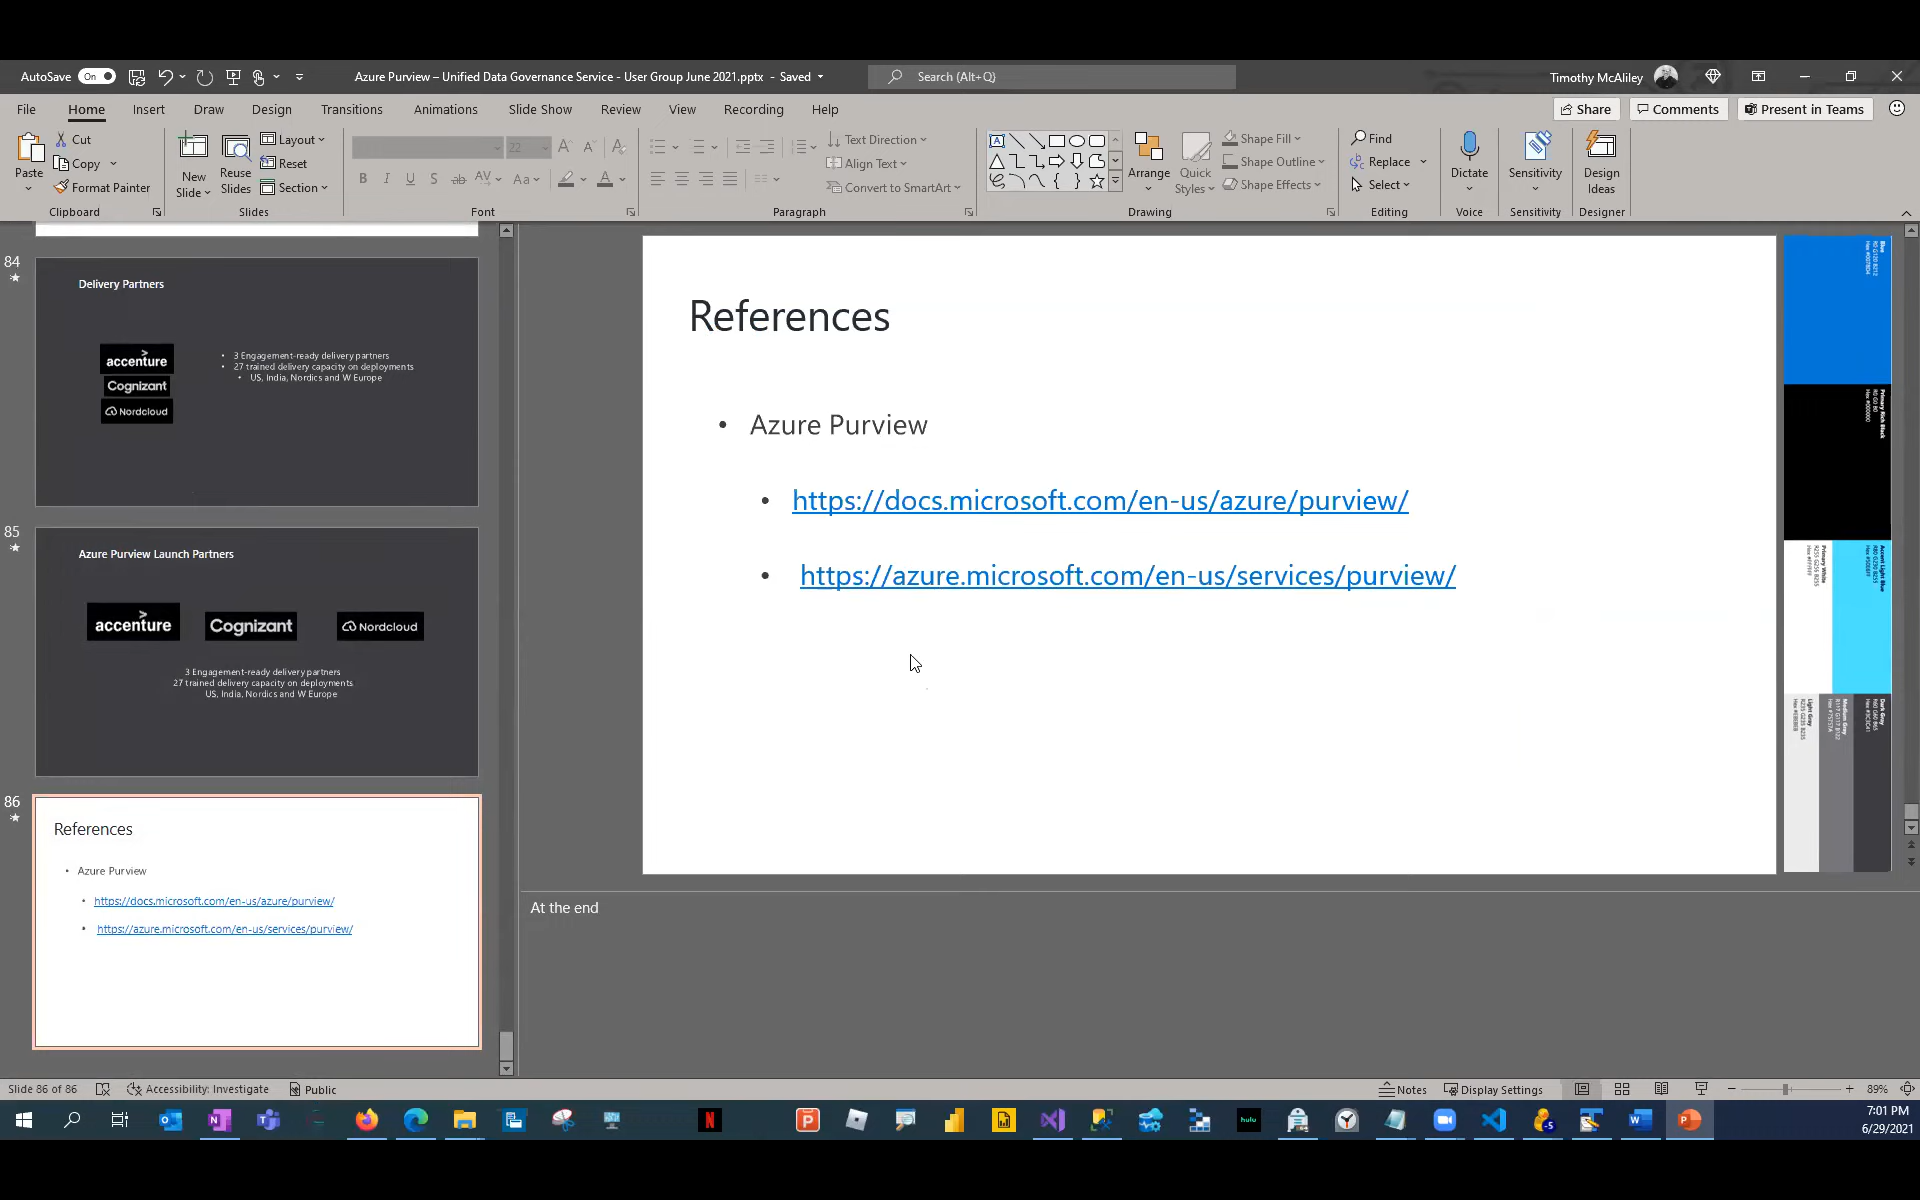 AutoSave On Azure Purview – Unified Data Governance Service - User Group June 2021.pptx - Saved Search (Alt+Q) Timothy McAliley
File Home Insert Draw Design Transitions Animations Slide Show Review View Recording Help Share Comments Present in Teams
Paste Cut Copy Format Painter
Clipboard
New Slide Reuse Slides Layout Reset Section
Slides
22
Font
Text Direction Align Text Convert to SmartArt
Paragraph
Arrange Quick Styles Shape Fill Shape Outline Shape Effects
Drawing
Find Replace Select
Editing
Dictate
Voice
Sensitivity
Sensitivity
Design Ideas
Designer
84
Delivery Partners
accenture
Cognizant
Nordcloud
• 3 Engagement-ready delivery partners
• 27 trained delivery capacity on deployments
• US, India, Nordics and W Europe
85
Azure Purview Launch Partners
accenture Cognizant Nordcloud
3 Engagement-ready delivery partners
27 trained delivery capacity on deployments
US, India, Nordics and W Europe
86
References
• Azure Purview
• https://docs.microsoft.com/en-us/azure/purview/
• https://azure.microsoft.com/en-us/services/purview/
References
• Azure Purview
• https://docs.microsoft.com/en-us/azure/purview/
• https://azure.microsoft.com/en-us/services/purview/
At the end
Slide 86 of 86 Accessibility: Investigate Public Notes Display Settings 89%
hulu
7:01 PM
6/29/2021